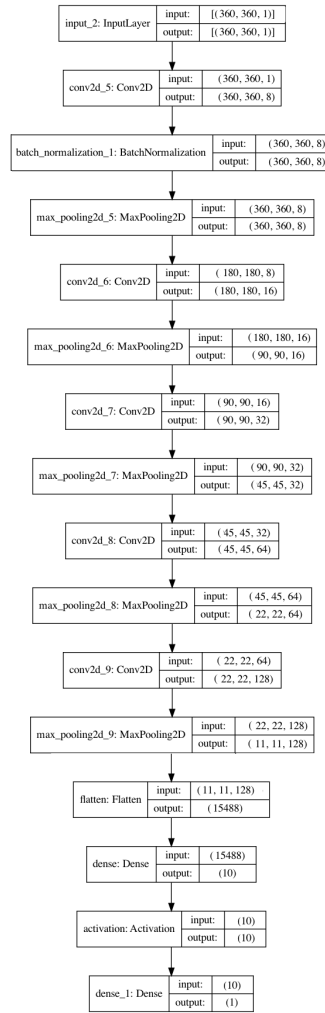 input_2: InputLayer input: [(360, 360, 1)]
output: [(360, 360, 1)]
conv2d_5: Conv2D input: (360, 360, 1)
output: (360, 360, 8)
batch_normalization_1: BatchNormalization input: (360, 360, 8)
output: (360, 360, 8)
max_pooling2d_5: MaxPooling2D input: (360, 360, 8)
output: (360, 360, 8)
conv2d_6: Conv2D input: ( 180, 180, 8)
output: (180, 180, 16)
max_pooling2d_6: MaxPooling2D input: (180, 180, 16)
output: (90, 90, 16)
conv2d_7: Conv2D input: ( 90, 90, 16)
output: ( 90, 90, 32)
max_pooling2d_7: MaxPooling2D input: ( 90, 90, 32)
output: ( 45, 45, 32)
conv2d_8: Conv2D input: ( 45, 45, 32)
output: ( 45, 45, 64)
max_pooling2d_8: MaxPooling2D input: ( 45, 45, 64)
output: ( 22, 22, 64)
conv2d_9: Conv2D input: ( 22, 22, 64)
output: ( 22, 22, 128)
max_pooling2d_9: MaxPooling2D input: ( 22, 22, 128)
output: ( 11, 11, 128)
flatten: Flatten input: (11, 11, 128)
output: (15488)
dense: Dense input: (15488)
output: (10)
activation: Activation input: (10)
output: (10)
dense_1: Dense input: (10)
output: (1)